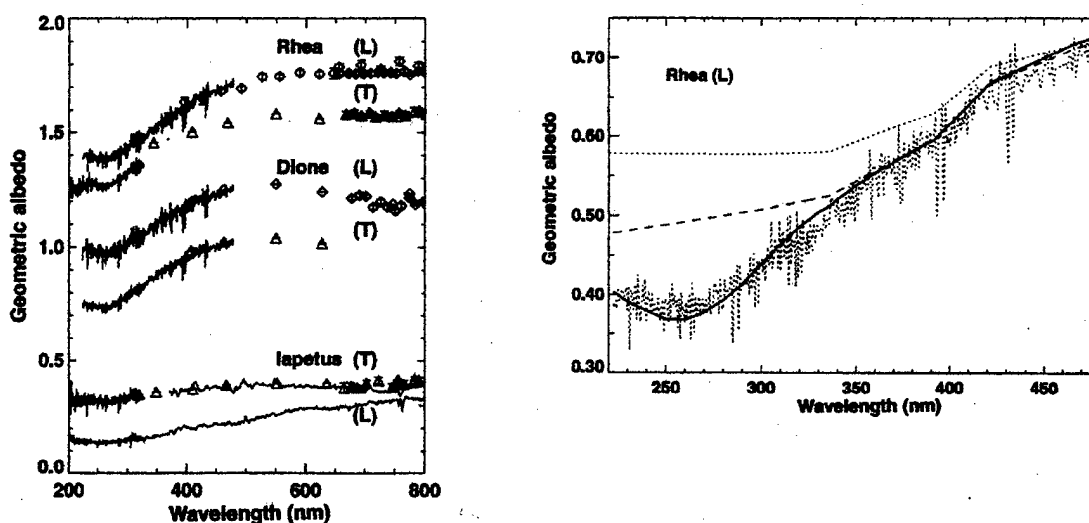 Geometric albedo
2.0
1.5
1.0
0.5
0.0
Rhea (L)
(T)
Dione (L)
(T)
Iapetus (T)
(L)
200 400 600 800
Wavelength (nm)
Geometric albedo
0.70
0.60
0.50
0.40
0.30
Rhea (L)
250 300 350 400 450
Wavelength (nm)